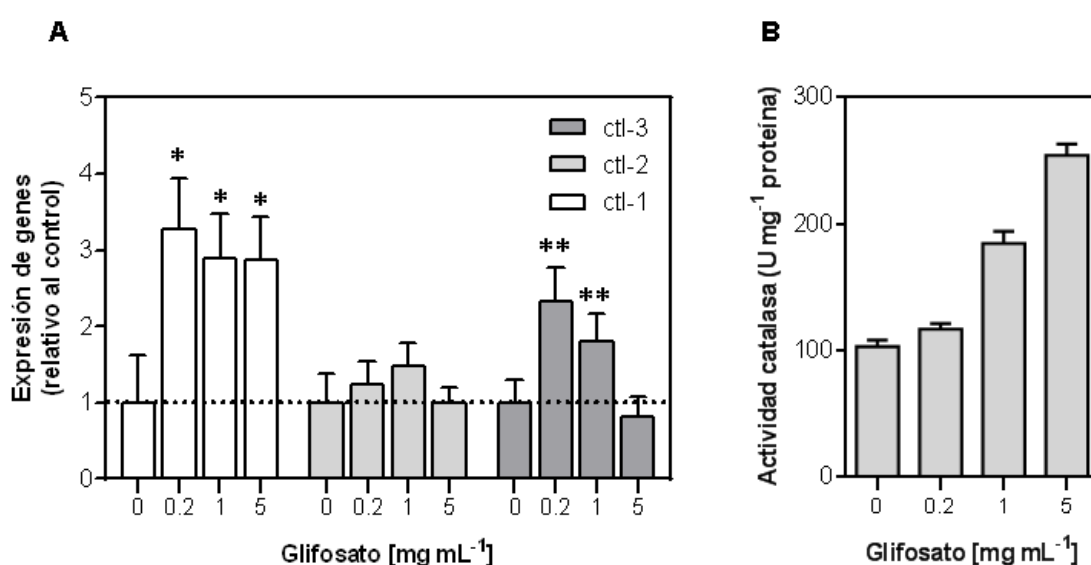 A
Expresión de genes
(relativo al control)
5
4
3
2
1
0
ctl-3
ctl-2
ctl-1
*
*
*
**
**
0 0.2 1 5 0 0.2 1 5 0 0.2 1 5
Glifosato [mg mL⁻¹]
B
Actividad catalasa (U mg⁻¹ proteína)
300
200
100
0
0 0.2 1 5
Glifosato [mg mL⁻¹]